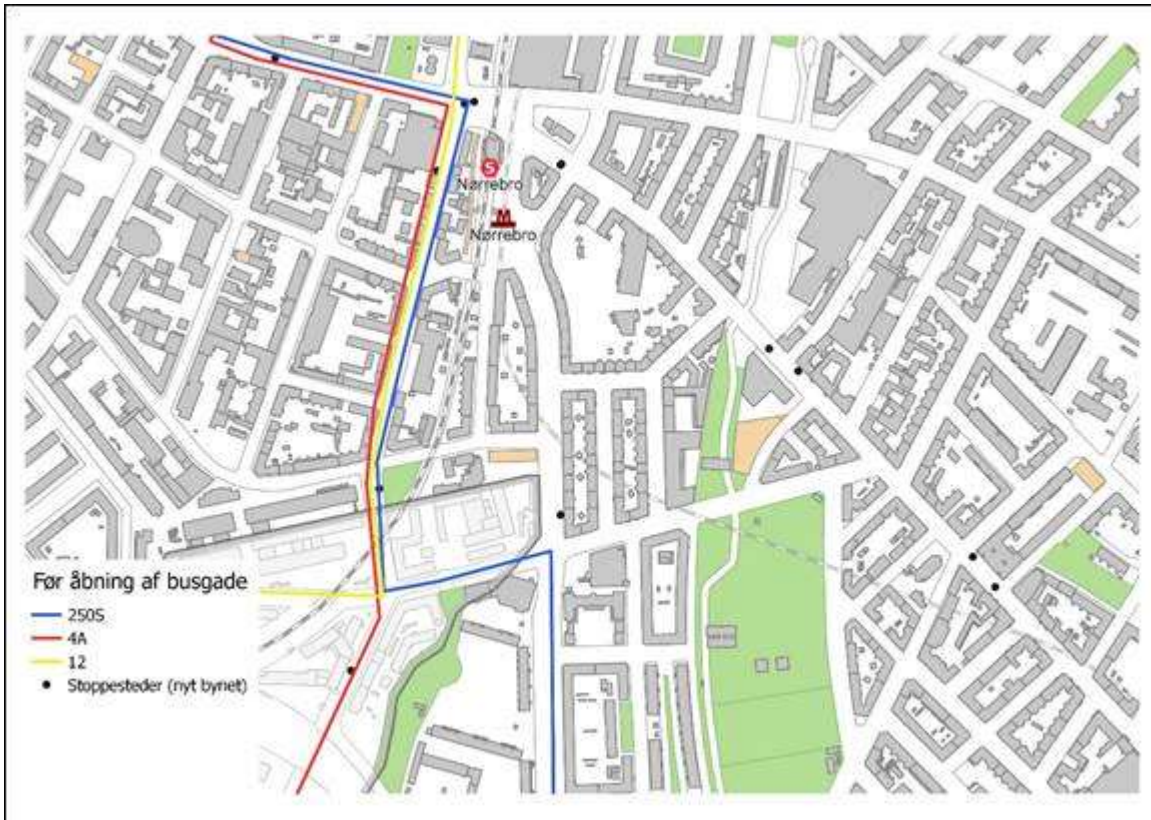 S
Nørrebro
M
Nørrebro
Før åbning af busgade
250S
4A
12
Stoppesteder (nyt bynet)